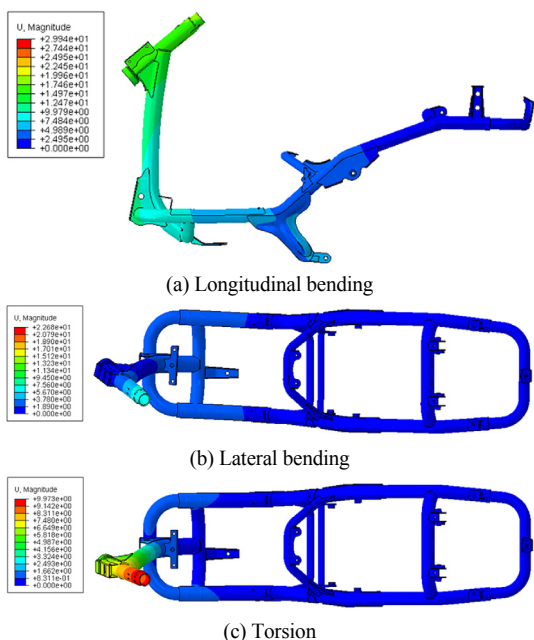 U, Magnitude
+2.994e+01
+2.744e+01
+2.495e+01
+2.245e+01
+1.996e+01
+1.746e+01
+1.497e+01
+1.247e+01
+9.979e+00
+7.484e+00
+4.989e+00
+2.495e+00
+0.000e+00
(a) Longitudinal bending
U, Magnitude
+2.268e+01
+2.079e+01
+1.890e+01
+1.701e+01
+1.512e+01
+1.323e+01
+1.134e+01
+9.450e+00
+7.560e+00
+5.670e+00
+3.780e+00
+1.890e+00
+0.000e+00
(b) Lateral bending
U, Magnitude
+9.973e+00
+9.142e+00
+8.311e+00
+7.480e+00
+6.649e+00
+5.818e+00
+4.987e+00
+4.156e+00
+3.324e+00
+2.493e+00
+1.662e+00
+8.311e-01
+0.000e+00
(c) Torsion